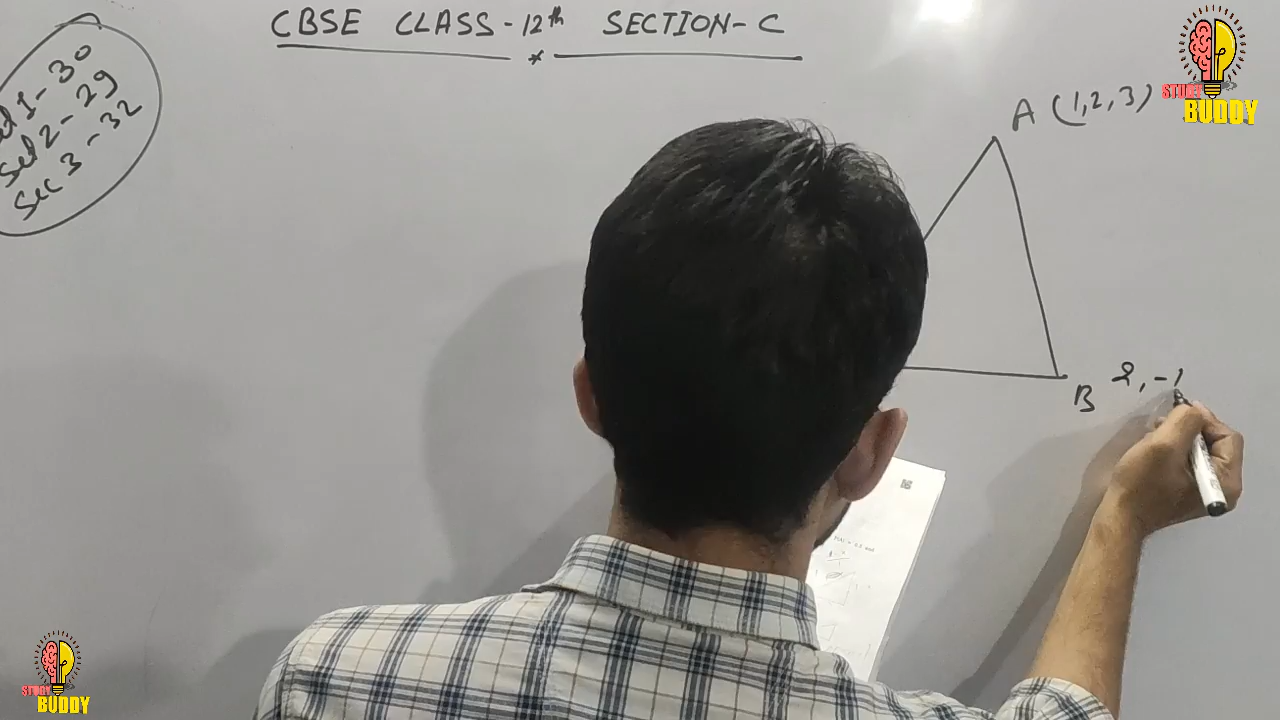 CBSE CLASS-12th SECTION-C
Set 1-30
Set 2-29
Sec 3-32
A (1,2,3)
B 2,-1
STUDY
BUDDY
STUDY
BUDDY